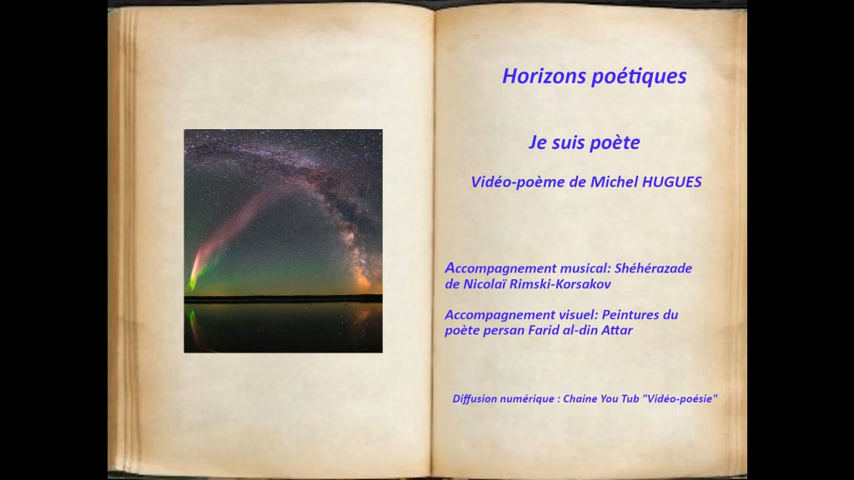 Horizons poétiques
Je suis poète
Vidéo-poème de Michel HUGUES
Accompagnement musical: Shéhérazade
de Nicolaï Rimski-Korsakov
Accompagnement visuel: Peintures du
poète persan Farid al-din Attar
Diffusion numérique : Chaine You Tub "Vidéo-poésie"